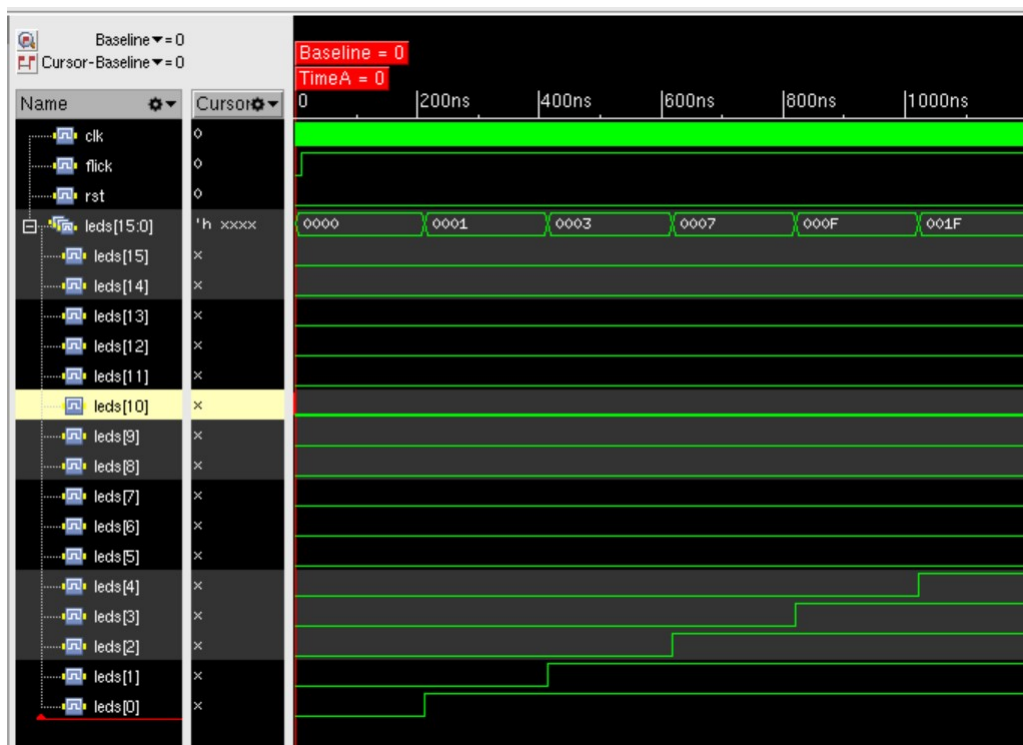 Baseline▼= 0
Cursor-Baseline▼= 0
Baseline = 0
TimeA = 0
Name Cursor 0 200ns 400ns 600ns 800ns 1000ns
clk 0
flick 0
rst 0
leds[15:0] 'h xxxx 0000 0001 0003 0007 000F 001F
leds[15] x
leds[14] x
leds[13] x
leds[12] x
leds[11] x
leds[10] x
leds[9] x
leds[8] x
leds[7] x
leds[6] x
leds[5] x
leds[4] x
leds[3] x
leds[2] x
leds[1] x
leds[0] x